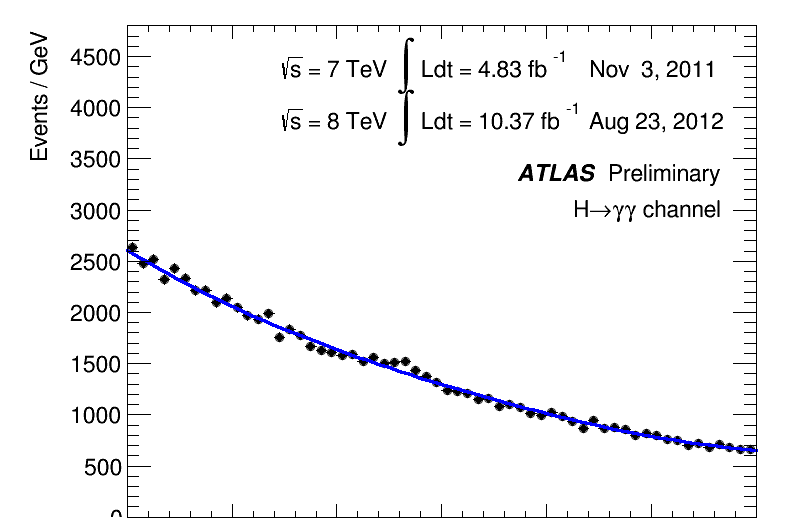 Events / GeV
4500
4000
3500
3000
2500
2000
1500
1000
500
0
√s = 7 TeV ∫ Ldt = 4.83 fb⁻¹ Nov 3, 2011
√s = 8 TeV ∫ Ldt = 10.37 fb⁻¹ Aug 23, 2012
ATLAS Preliminary
H→γγ channel